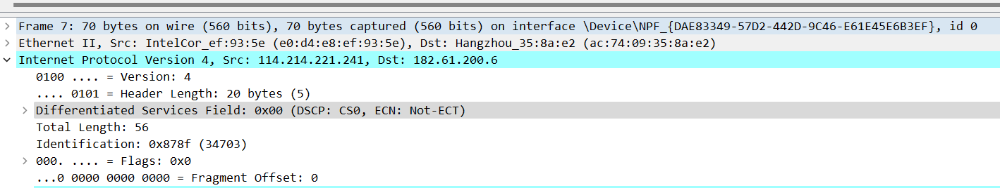 Frame 7: 70 bytes on wire (560 bits), 70 bytes captured (560 bits) on interface \Device\NPF_{DAE83349-57D2-442D-9C46-E61E45E6B3EF}, id 0
Ethernet II, Src: IntelCor_ef:93:5e (e0:d4:e8:ef:93:5e), Dst: Hangzhou_35:8a:e2 (ac:74:09:35:8a:e2)
Internet Protocol Version 4, Src: 114.214.221.241, Dst: 182.61.200.6
0100 .... = Version: 4
.... 0101 = Header Length: 20 bytes (5)
Differentiated Services Field: 0x00 (DSCP: CS0, ECN: Not-ECT)
Total Length: 56
Identification: 0x878f (34703)
000. .... = Flags: 0x0
...0 0000 0000 0000 = Fragment Offset: 0